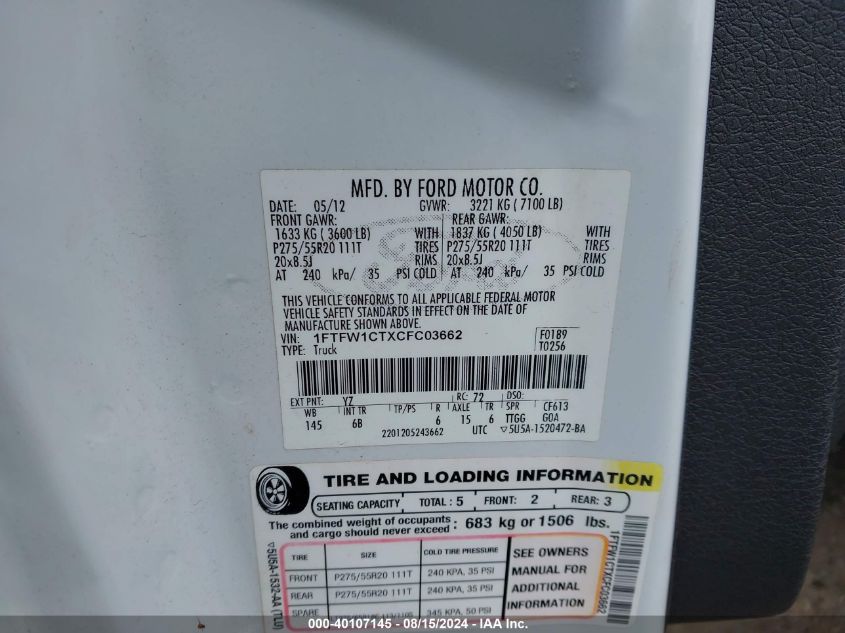 MFD. BY FORD MOTOR CO.
DATE: 05/12 GVWR: 3221 KG ( 7100 LB)
FRONT GAWR: REAR GAWR:
1633 KG ( 3600 LB) WITH 1837 KG ( 4050 LB) WITH
P275/55R20 111T TIRES P275/55R20 111T TIRES
20x8.5J RIMS 20x8.5J RIMS
AT 240 kPa/ 35 PSI COLD AT 240 kPa/ 35 PSI COLD
THIS VEHICLE CONFORMS TO ALL APPLICABLE FEDERAL MOTOR
VEHICLE SAFETY STANDARDS IN EFFECT ON THE DATE OF
MANUFACTURE SHOWN ABOVE.
VIN: 1FTFW1CTXCFC03662 F0189
TYPE: Truck T0256
EXT PNT: YZ RC: 72 DSO:
WB INT TR TP/PS R AXLE TR SPR CF613
145 6B 6 15 6 TTGG GOA
2201205243662 UTC ▽5U5A-1520472-BA
TIRE AND LOADING INFORMATION
SEATING CAPACITY TOTAL : 5 FRONT: 2 REAR: 3
The combined weight of occupants
and cargo should never exceed : 683 kg or 1506 lbs.
TIRE SIZE COLD TIRE PRESSURE
FRONT P275/55R20 111T 240 KPA, 35 PSI
REAR P275/55R20 111T 240 KPA, 35 PSI
SPARE 345 KPA, 50 PSI
SEE OWNERS
MANUAL FOR
ADDITIONAL
INFORMATION
▽5U5A-1532-AA (TLU)
1FTFW1CTXCFC03662
000-40107145 - 08/15/2024 - IAA Inc.